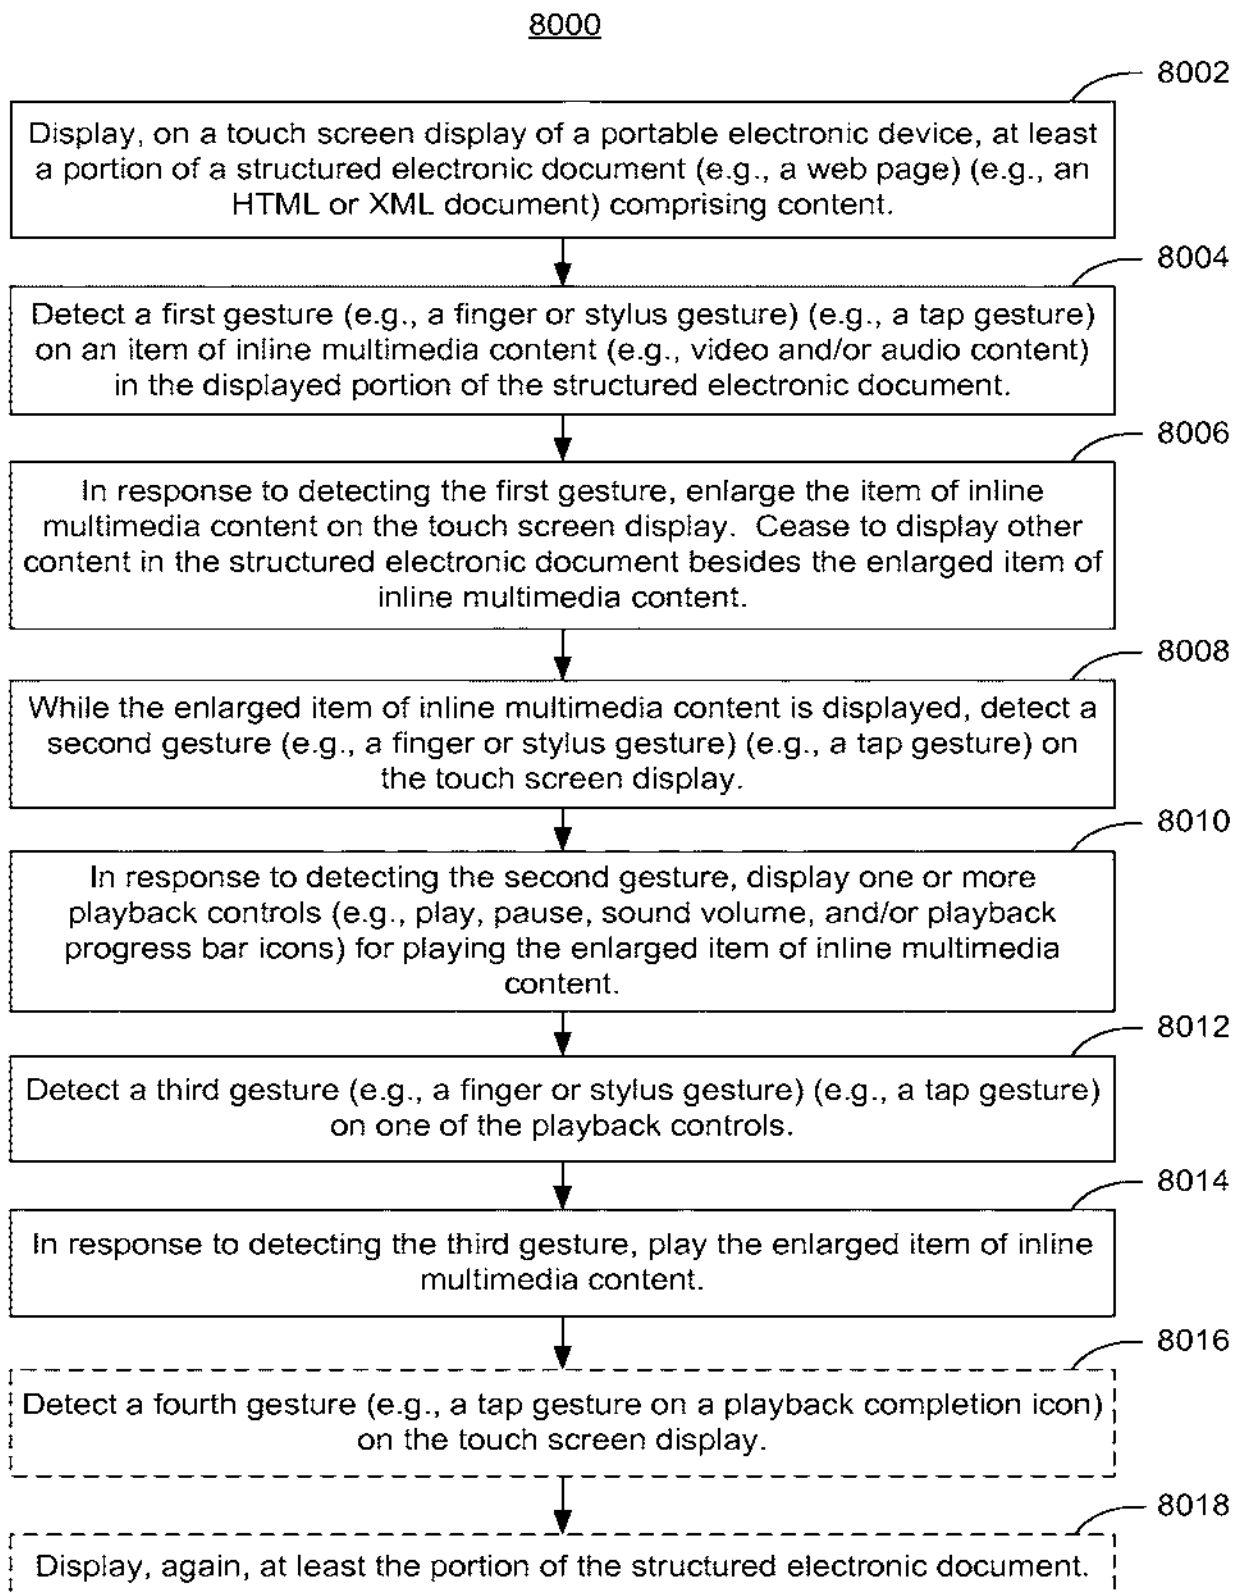 8000
8002
Display, on a touch screen display of a portable electronic device, at least
a portion of a structured electronic document (e.g., a web page) (e.g., an
HTML or XML document) comprising content.
8004
Detect a first gesture (e.g., a finger or stylus gesture) (e.g., a tap gesture)
on an item of inline multimedia content (e.g., video and/or audio content)
in the displayed portion of the structured electronic document.
8006
In response to detecting the first gesture, enlarge the item of inline
multimedia content on the touch screen display.  Cease to display other
content in the structured electronic document besides the enlarged item of
inline multimedia content.
8008
While the enlarged item of inline multimedia content is displayed, detect a
second gesture (e.g., a finger or stylus gesture) (e.g., a tap gesture) on
the touch screen display.
8010
In response to detecting the second gesture, display one or more
playback controls (e.g., play, pause, sound volume, and/or playback
progress bar icons) for playing the enlarged item of inline multimedia
content.
8012
Detect a third gesture (e.g., a finger or stylus gesture) (e.g., a tap gesture)
on one of the playback controls.
8014
In response to detecting the third gesture, play the enlarged item of inline
multimedia content.
8016
Detect a fourth gesture (e.g., a tap gesture on a playback completion icon)
on the touch screen display.
8018
Display, again, at least the portion of the structured electronic document.